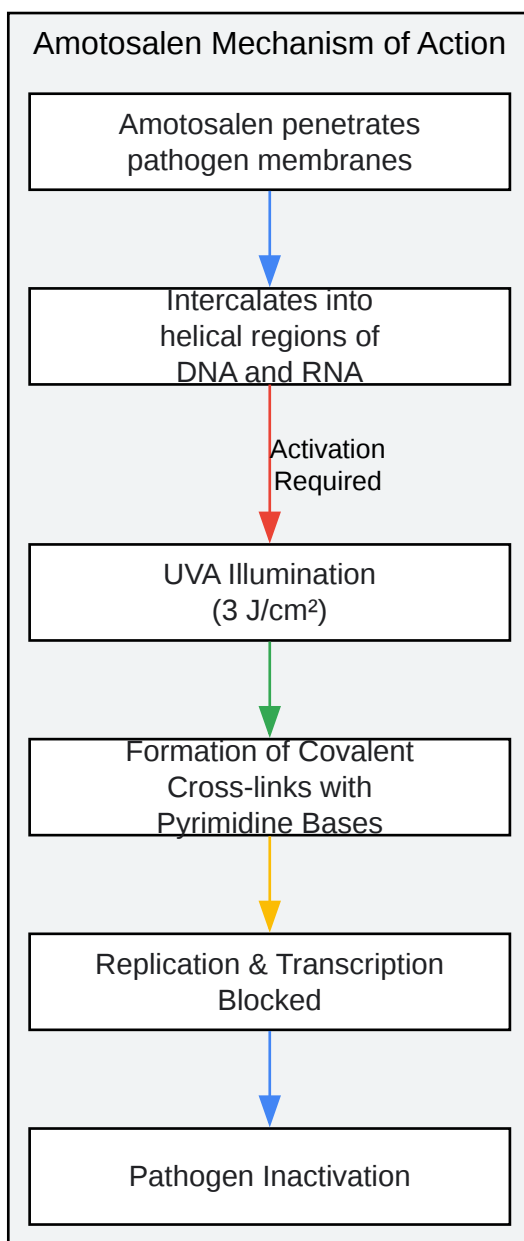 Amotosalen Mechanism of Action
Amotosalen penetrates
pathogen membranes
Intercalates into
helical regions of
DNA and RNA
Activation
Required
UVA Illumination
(3 J/cm²)
Formation of Covalent
Cross-links with
Pyrimidine Bases
Replication & Transcription
Blocked
Pathogen Inactivation